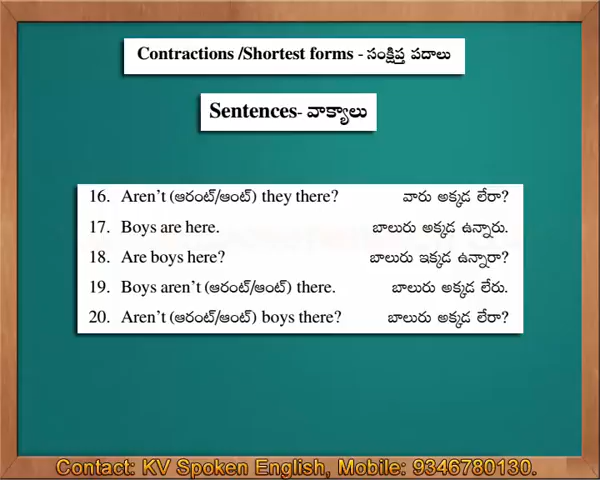 Contractions /Shortest forms - సంక్షిప్త పదాలు
Sentences- వాక్యాలు
16. Aren't (ఆరంట్/ఆంట్) they there? వారు అక్కడ లేరా?
17. Boys are here. బాలురు అక్కడ ఉన్నారు.
18. Are boys here? బాలురు ఇక్కడ ఉన్నారా?
19. Boys aren't (ఆరంట్/ఆంట్) there. బాలురు అక్కడ లేరు.
20. Aren't (ఆరంట్/ఆంట్) boys there? బాలురు అక్కడ లేరా?
Contact: KV Spoken English, Mobile: 9346780130.